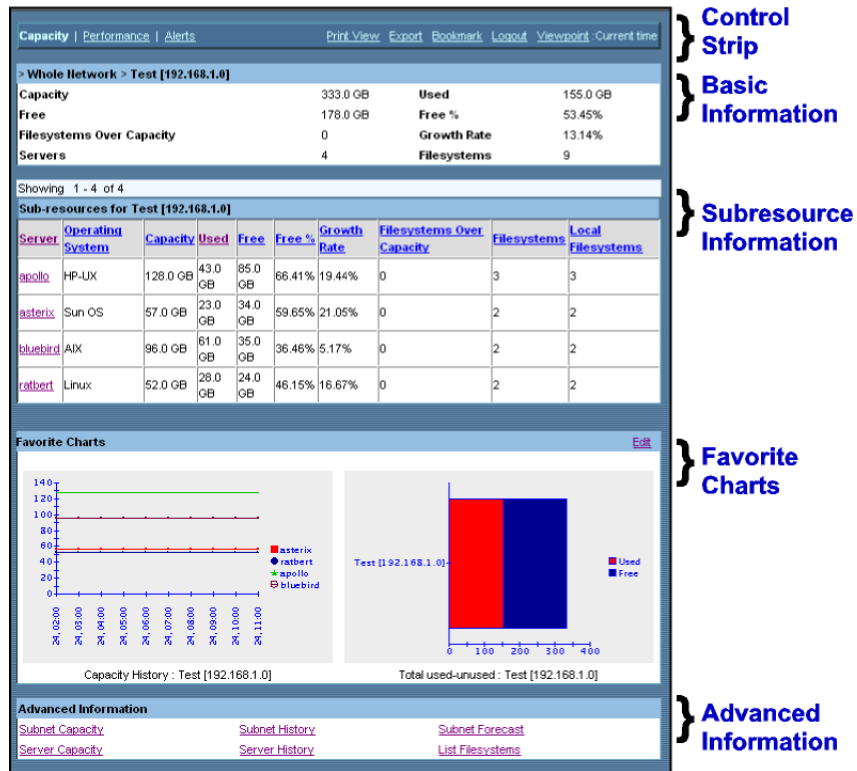 Capacity | Performance | Alerts Print View Export Bookmark Logout Viewpoint :Current time
Control
Strip
> Whole Network > Test [192.168.1.0]
Capacity 333.0 GB Used 155.0 GB
Free 178.0 GB Free % 53.45%
Filesystems Over Capacity 0 Growth Rate 13.14%
Servers 4 Filesystems 9
Basic
Information
Showing 1 - 4 of 4
Sub-resources for Test [192.168.1.0]
Server Operating System Capacity Used Free Free % Growth Rate Filesystems Over Capacity Filesystems Local Filesystems
apollo HP-UX 128.0 GB 43.0 GB 85.0 GB 66.41% 19.44% 0 3 3
asterix Sun OS 57.0 GB 23.0 GB 34.0 GB 59.65% 21.05% 0 2 2
bluebird AIX 96.0 GB 61.0 GB 35.0 GB 36.46% 5.17% 0 2 2
ratbert Linux 52.0 GB 28.0 GB 24.0 GB 46.15% 16.67% 0 2 2
Subresource
Information
Favorite Charts Edit
Favorite
Charts
140
120
100
80
60
40
20
0
24, 02:00
24, 03:00
24, 04:00
24, 05:00
24, 06:00
24, 07:00
24, 08:00
24, 09:00
24, 10:00
24, 11:00
asterix
ratbert
apollo
bluebird
Capacity History : Test [192.168.1.0]
Test [192.168.1.0]
Used
Free
0 100 200 300 400
Total used-unused : Test [192.168.1.0]
Advanced Information
Subnet Capacity Subnet History Subnet Forecast
Server Capacity Server History List Filesystems
Advanced
Information